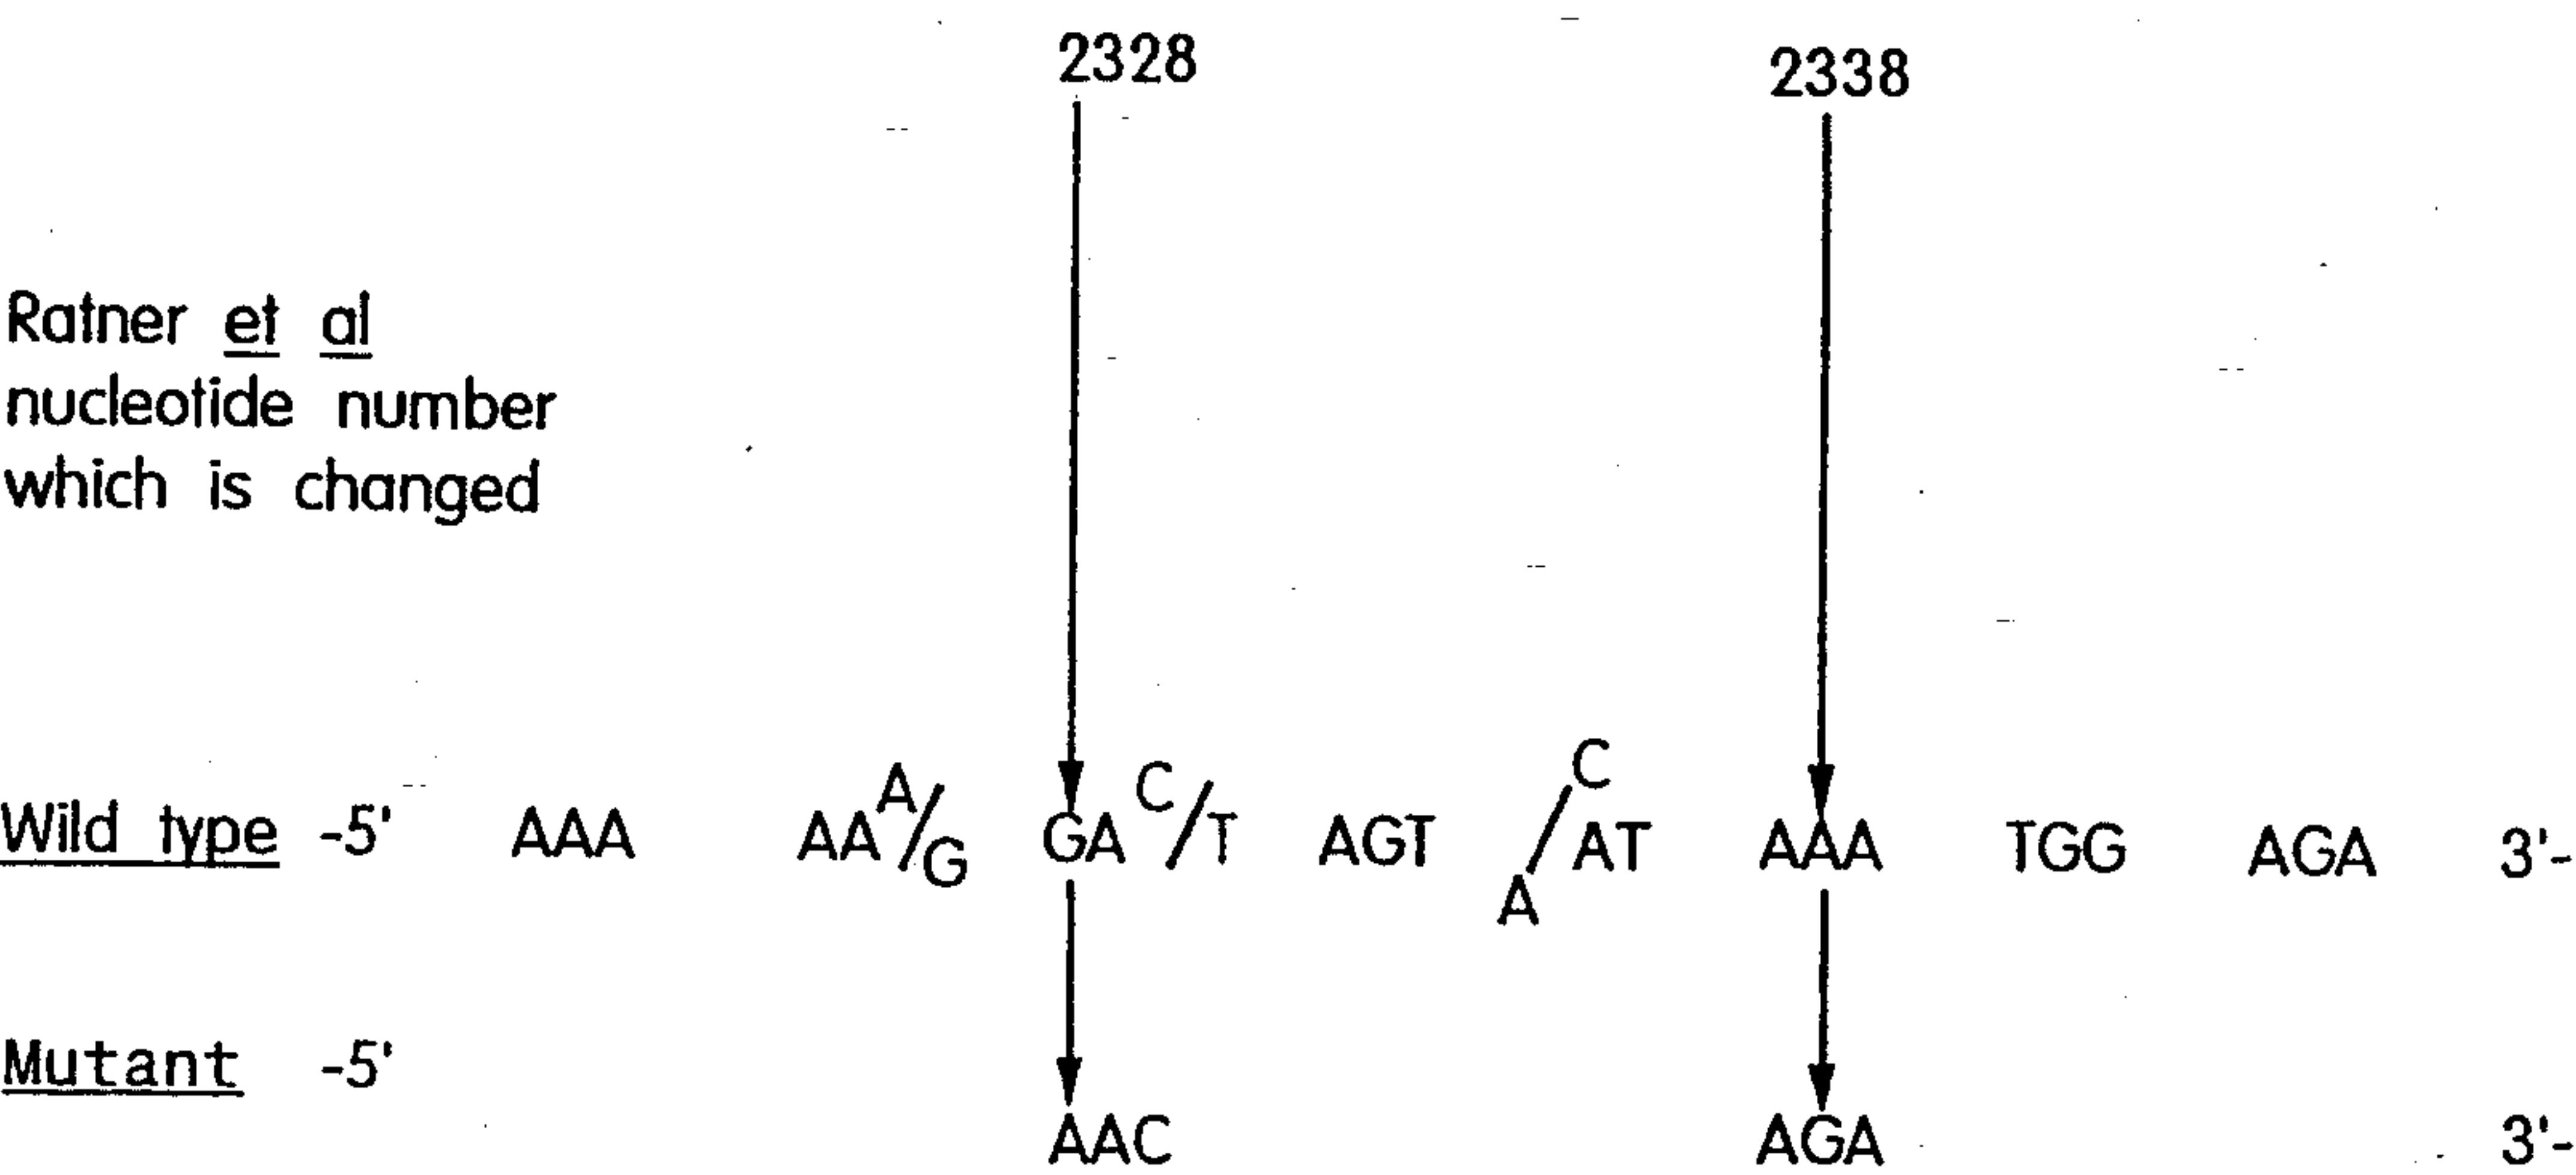 2328 2338
Ratner et al
nucleotide number
which is changed
Wild type -5' AAA AA A/G GA C/T AGT A/C AT AAA TGG AGA 3'-
Mutant -5' AAC AGA 3'-